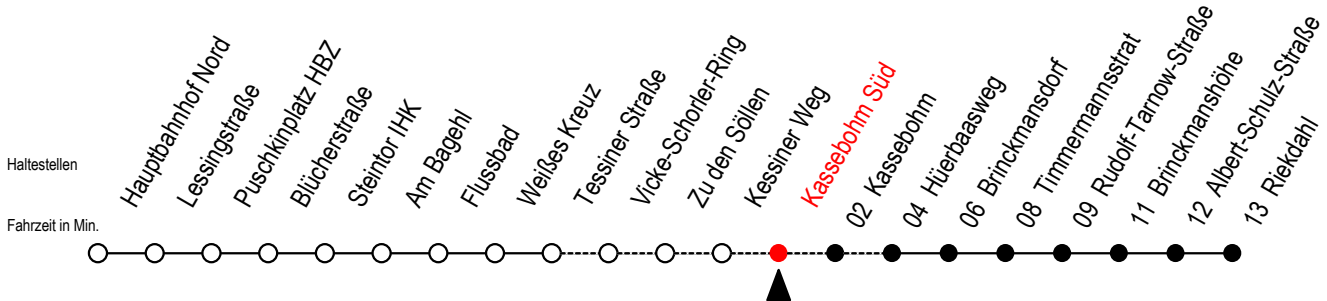 Haltestellen
Fahrzeit in Min.
Hauptbahnhof Nord
Lessingstraße
Puschkinplatz HBZ
Blücherstraße
Steintor IHK
Am Bagehl
Flussbad
Weißes Kreuz
Tessiner Straße
Vicke-Schorler-Ring
Zu den Söllen
Kessiner Weg
Kassebohm Süd
02 Kassebohm
04 Hüerbaasweg
06 Brinckmansdorf
08 Timmermannsstrat
09 Rudolf-Tarnow-Straße
11 Brinckmanshöhe
12 Albert-Schulz-Straße
13 Riekdahl